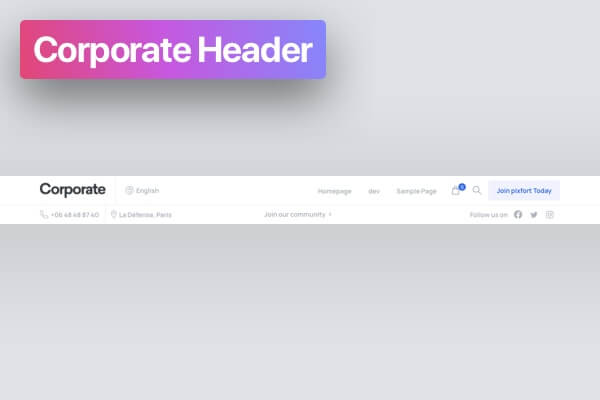 Corporate Header
Corporate English Homepage dev Sample Page 0 Join pixfort Today
+06 48 48 87 40 La Défense, Paris Join our community > Follow us on